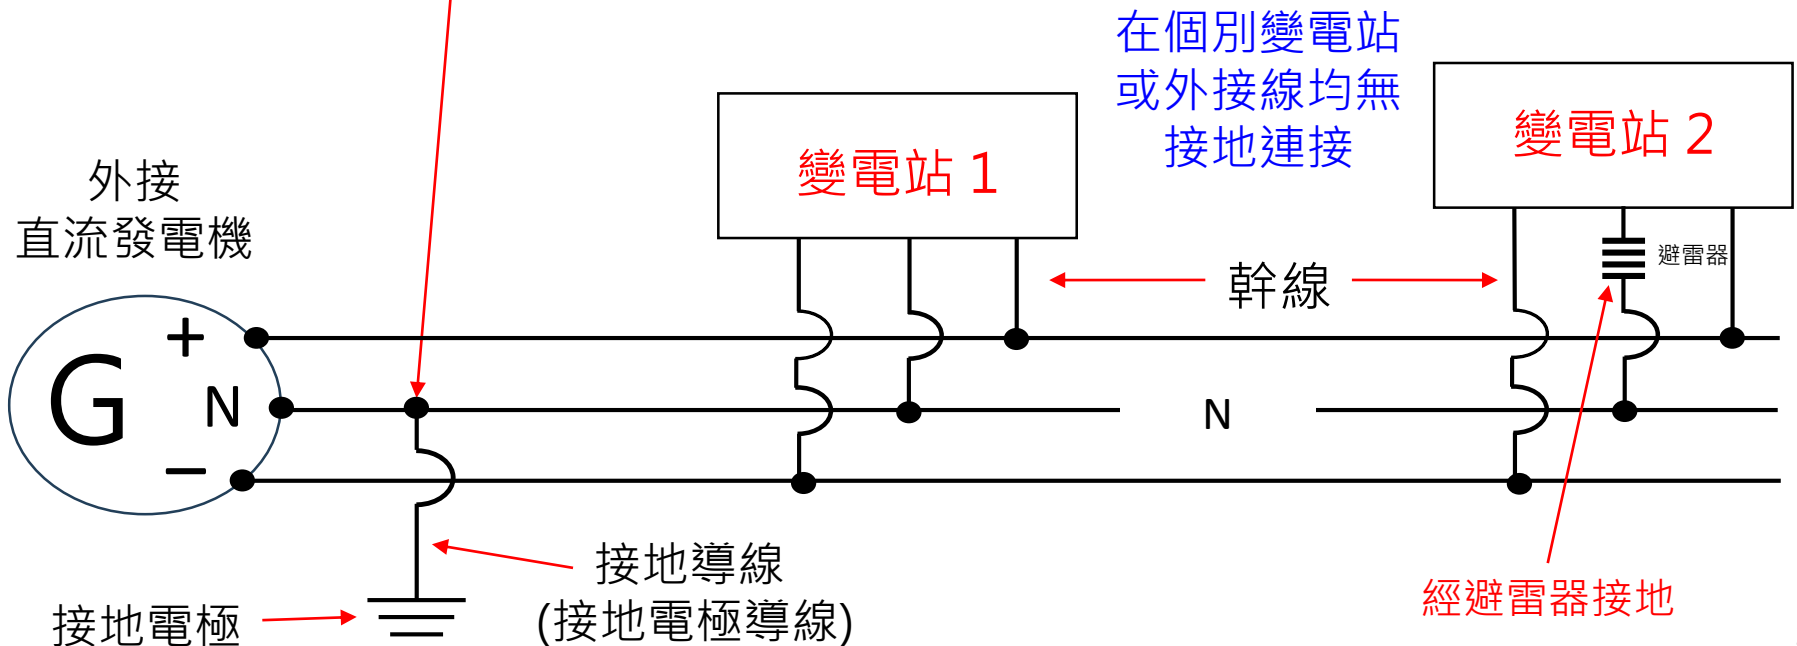 在個別變電站
或外接線均無
接地連接
變電站 1
變電站 2
外接
直流發電機
避雷器
幹線
+
G
N
N
−
接地導線
(接地電極導線)
接地電極
經避雷器接地